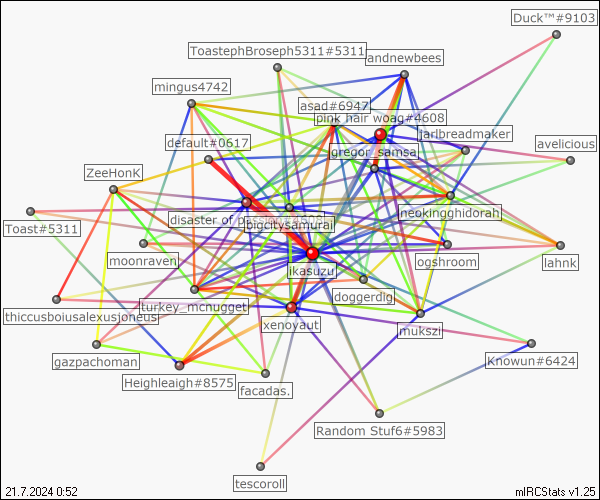 Duck™#9103
ToastephBroseph5311#5311
andnewbees
mingus4742
asad#6947
pink hair woag#4608
jarlbreadmaker
default#0617
avelicious
gregor_samsa
ZeeHonK
neokingghidorah
disaster of passion
Toast#5311
bigcitysamurai
moonraven
ogshroom
lahnk
ikasuzu
doggerdig
turkey_mcnugget
thiccusboiusalexusjoneus
xenoyaut
mukszi
gazpachoman
Knowun#6424
Heighleaigh#8575
facadas.
Random Stuf6#5983
tescoroll
21.7.2024 0:52
mIRCStats v1.25